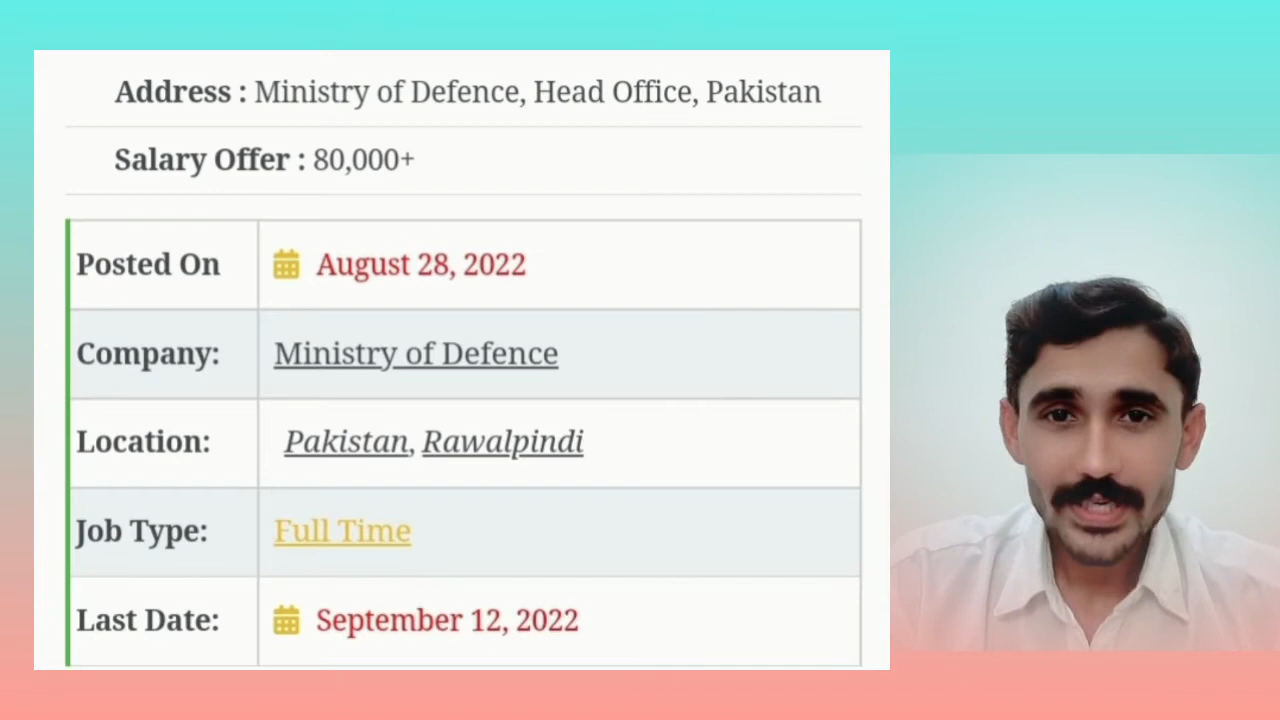 Address : Ministry of Defence, Head Office, Pakistan
Salary Offer : 80,000+
Posted On August 28, 2022
Company: Ministry of Defence
Location: Pakistan, Rawalpindi
Job Type: Full Time
Last Date: September 12, 2022